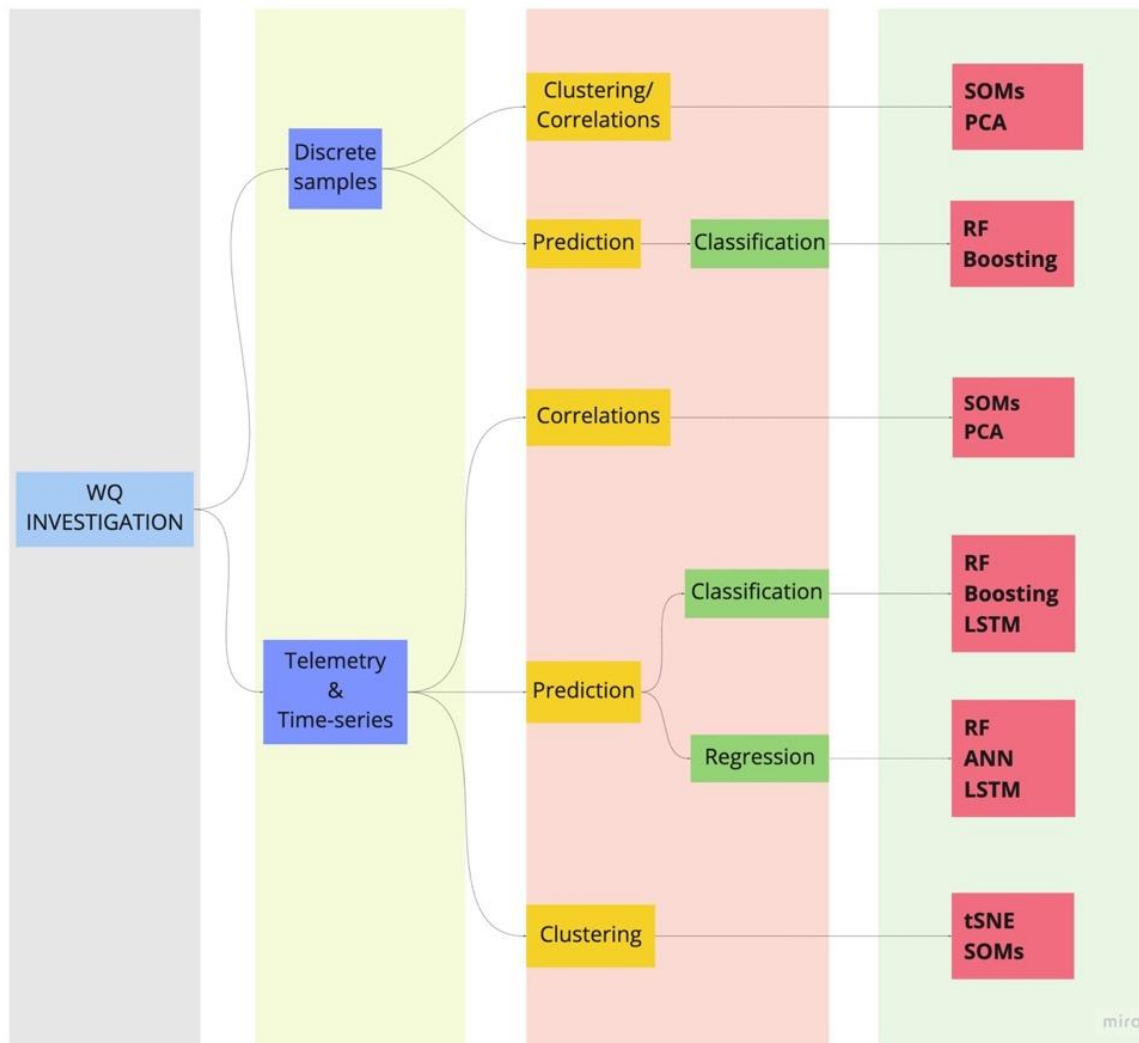 Clustering/
Correlations
SOMs
PCA
Discrete
samples
Prediction
Classification
RF
Boosting
Correlations
SOMs
PCA
WQ
INVESTIGATION
Classification
RF
Boosting
LSTM
Telemetry
&
Time-series
Prediction
Regression
RF
ANN
LSTM
Clustering
tSNE
SOMs
miro